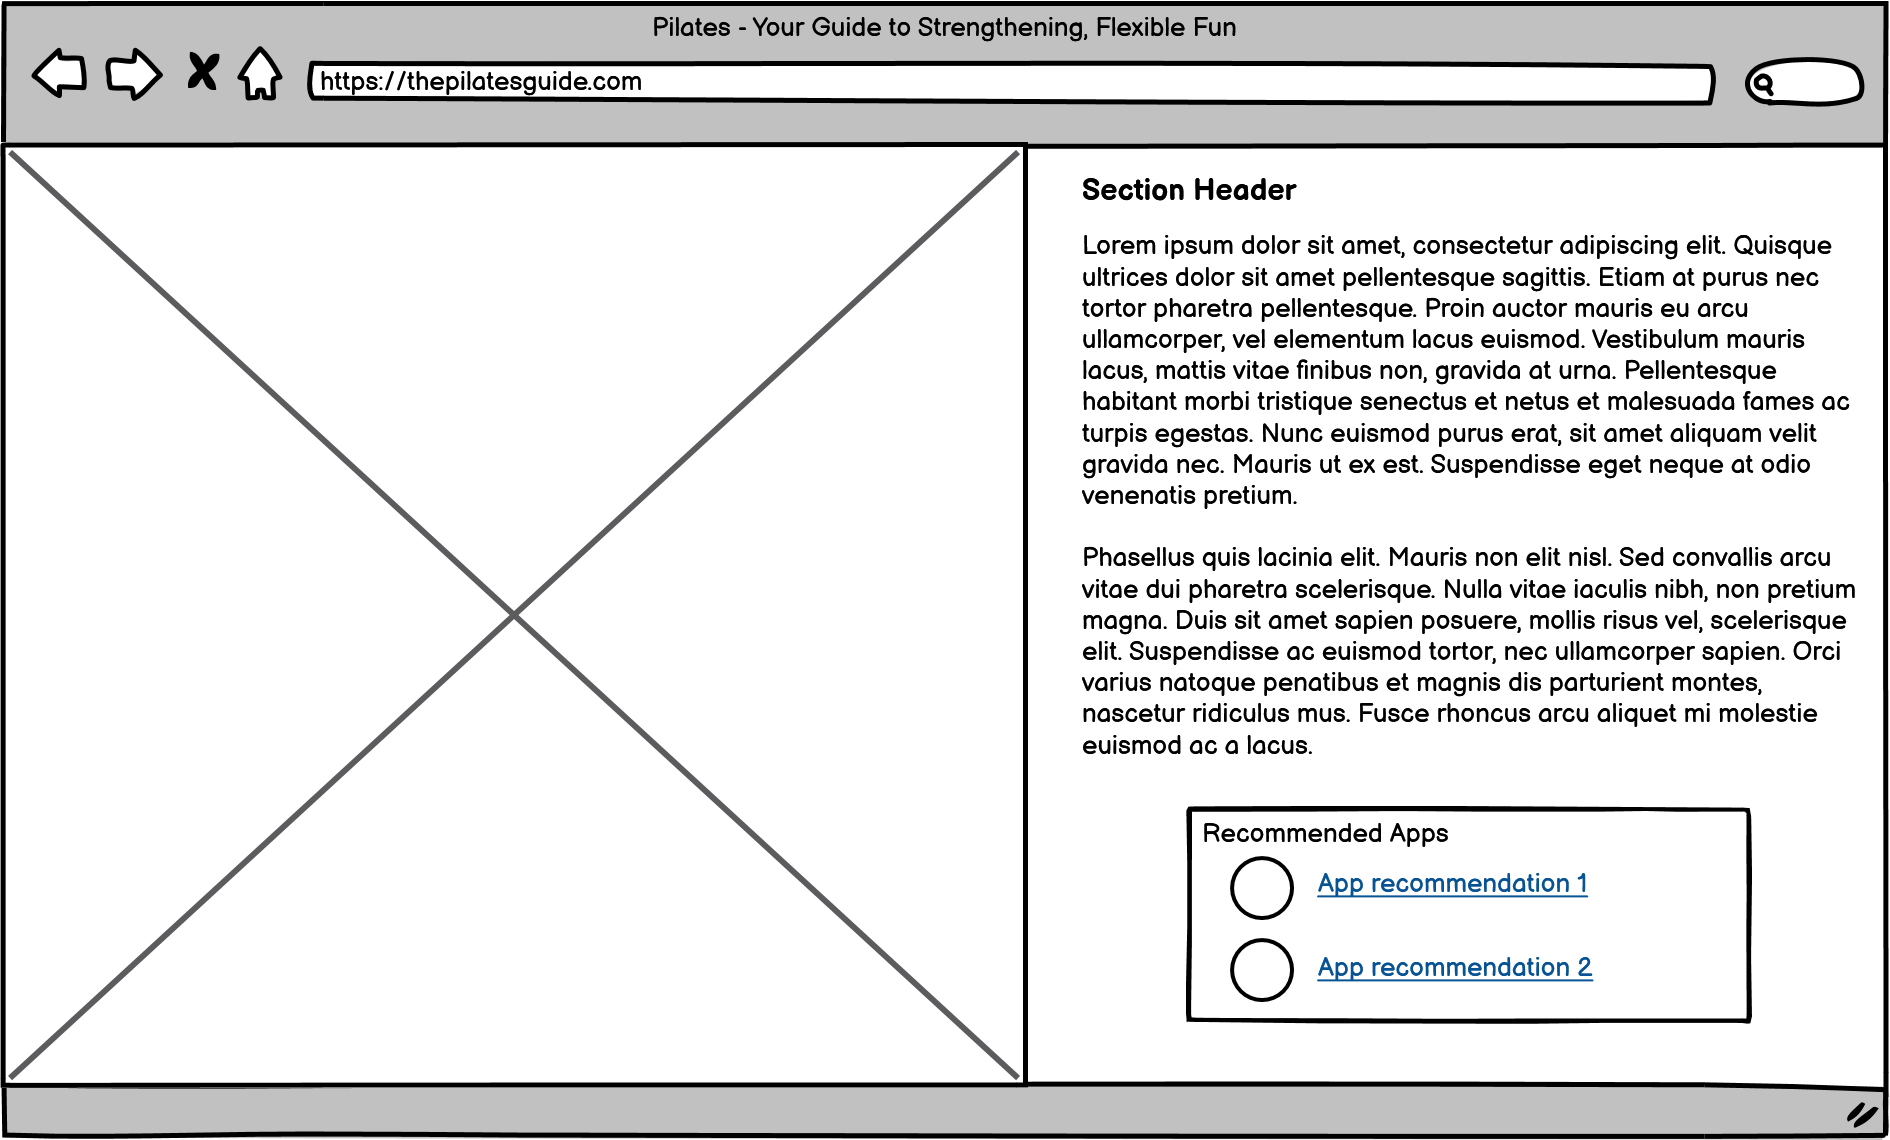 Pilates - Your Guide to Strengthening, Flexible Fun
https://thepilatesguide.com
Section Header
Lorem ipsum dolor sit amet, consectetur adipiscing elit. Quisque
ultrices dolor sit amet pellentesque sagittis. Etiam at purus nec
tortor pharetra pellentesque. Proin auctor mauris eu arcu
ullamcorper, vel elementum lacus euismod. Vestibulum mauris
lacus, mattis vitae finibus non, gravida at urna. Pellentesque
habitant morbi tristique senectus et netus et malesuada fames ac
turpis egestas. Nunc euismod purus erat, sit amet aliquam velit
gravida nec. Mauris ut ex est. Suspendisse eget neque at odio
venenatis pretium.
Phasellus quis lacinia elit. Mauris non elit nisl. Sed convallis arcu
vitae dui pharetra scelerisque. Nulla vitae iaculis nibh, non pretium
magna. Duis sit amet sapien posuere, mollis risus vel, scelerisque
elit. Suspendisse ac euismod tortor, nec ullamcorper sapien. Orci
varius natoque penatibus et magnis dis parturient montes,
nascetur ridiculus mus. Fusce rhoncus arcu aliquet mi molestie
euismod ac a lacus.
Recommended Apps
App recommendation 1
App recommendation 2